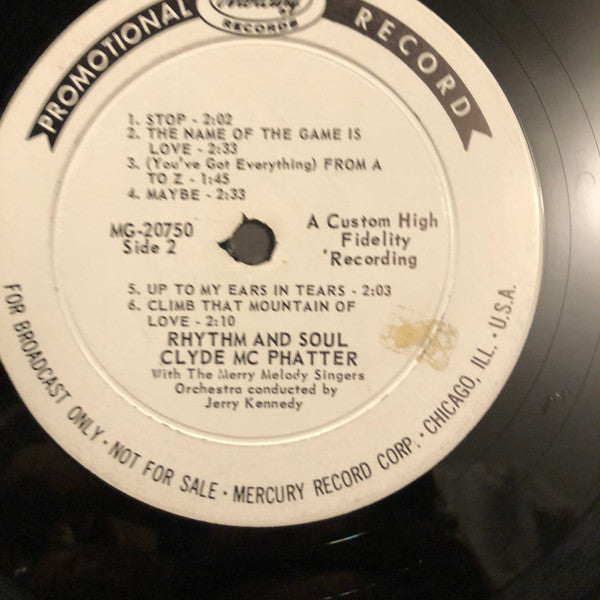 Mercury
RECORDS
PROMOTIONAL RECORD
1. STOP - 2:02
2. THE NAME OF THE GAME IS
LOVE - 2:33
3. (You've Got Everything) FROM A
TO Z - 1:45
4. MAYBE - 2:33
MG-20750
Side 2
A Custom High
Fidelity
Recording
5. UP TO MY EARS IN TEARS - 2:03
6. CLIMB THAT MOUNTAIN OF
LOVE - 2:10
RHYTHM AND SOUL
CLYDE MC PHATTER
With The Merry Melody Singers
Orchestra conducted by
Jerry Kennedy
FOR BROADCAST ONLY • NOT FOR SALE • MERCURY RECORD CORP. • CHICAGO, ILL. • U.S.A.